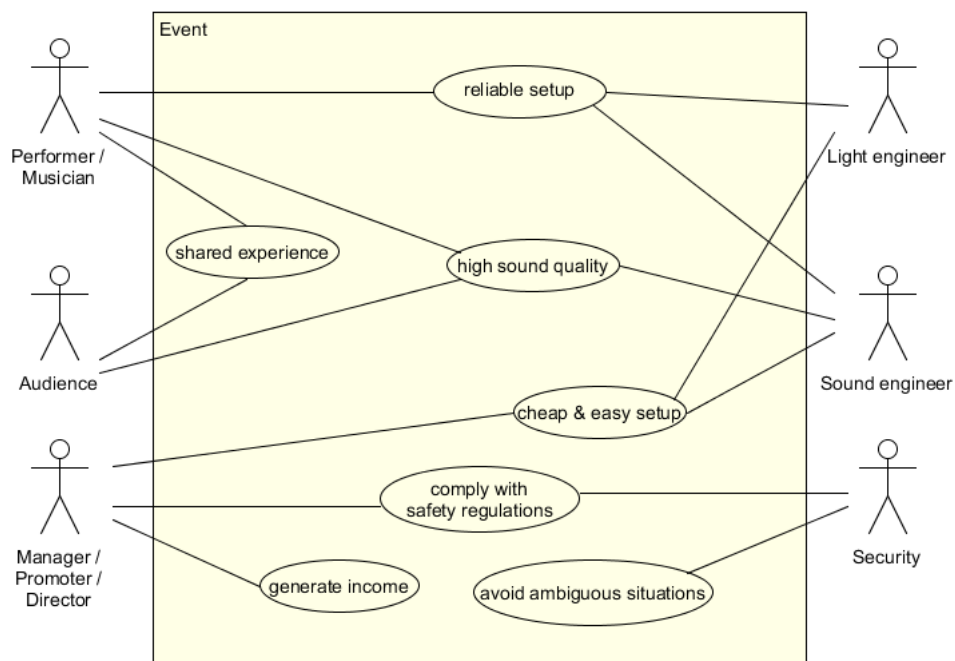 Event
reliable setup
Performer /
Musician
Light engineer
shared experience
high sound quality
Audience
Sound engineer
cheap & easy setup
comply with
safety regulations
Manager /
Promoter /
Director
Security
generate income
avoid ambiguous situations